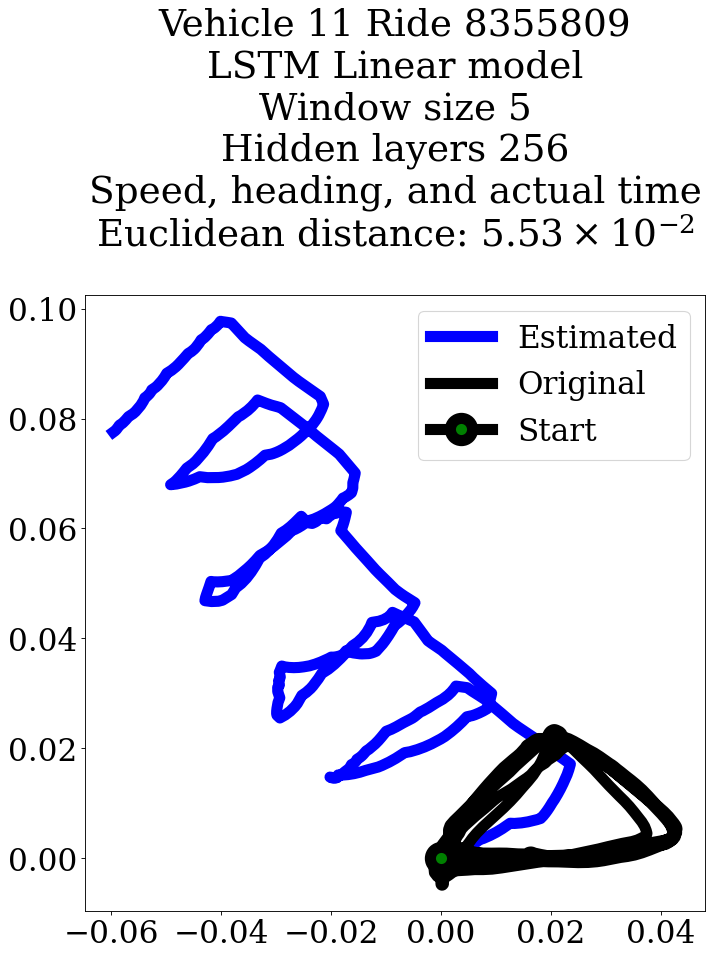 Vehicle 11 Ride 8355809
LSTM Linear model
Window size 5
Hidden layers 256
Speed, heading, and actual time
Euclidean distance: 5.53 × 10⁻²
Estimated
Original
Start
0.10
0.08
0.06
0.04
0.02
0.00
−0.06 −0.04 −0.02 0.00 0.02 0.04